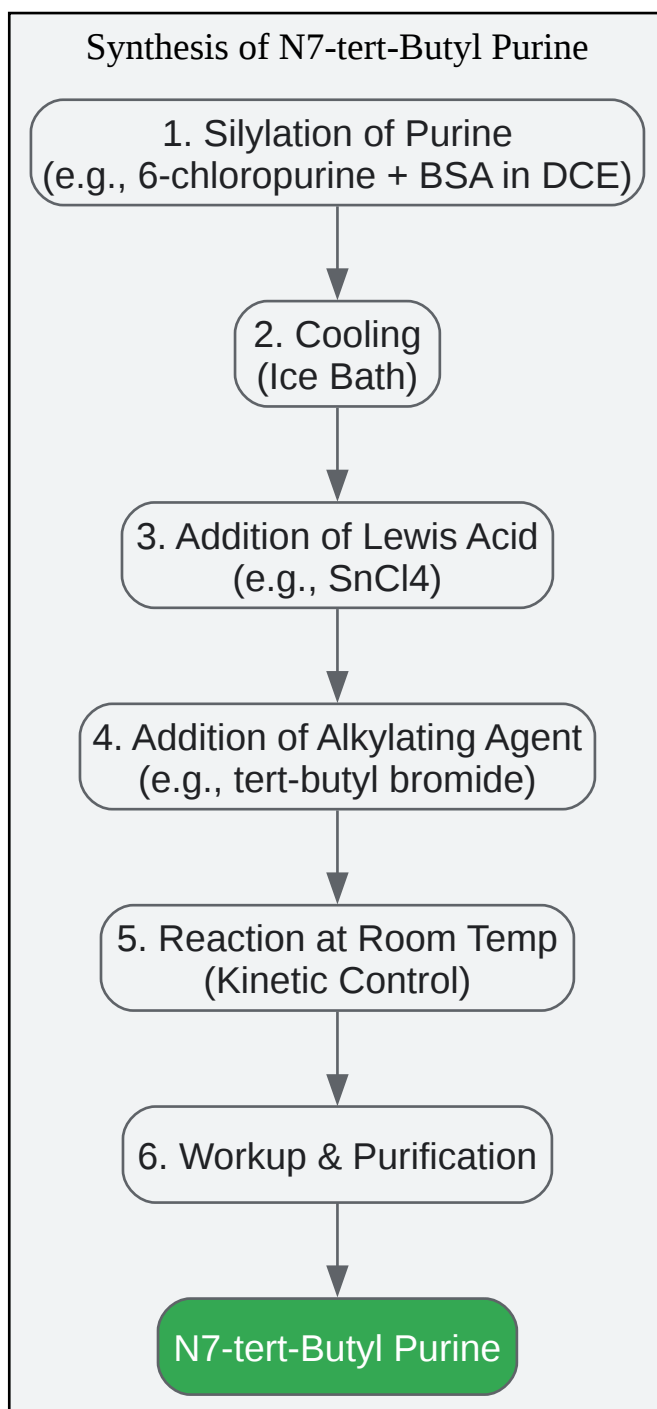 Synthesis of N7-tert-Butyl Purine
1. Silylation of Purine
(e.g., 6-chloropurine + BSA in DCE)
2. Cooling
(Ice Bath)
3. Addition of Lewis Acid
(e.g., SnCl4)
4. Addition of Alkylating Agent
(e.g., tert-butyl bromide)
5. Reaction at Room Temp
(Kinetic Control)
6. Workup & Purification
N7-tert-Butyl Purine